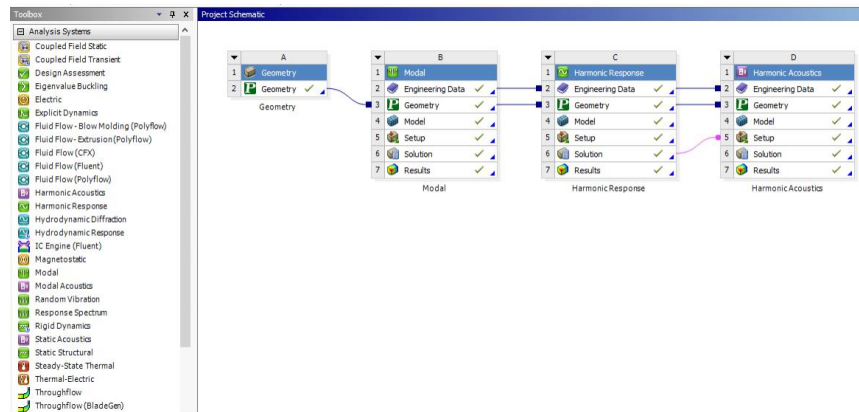 Toolbox
Project Schematic
Analysis Systems
Coupled Field Static
Coupled Field Transient
Design Assessment
Eigenvalue Buckling
Electric
Explicit Dynamics
Fluid Flow - Blow Molding (Polyflow)
Fluid Flow - Extrusion (Polyflow)
Fluid Flow (CFX)
Fluid Flow (Fluent)
Fluid Flow (Polyflow)
Harmonic Acoustics
Harmonic Response
Hydrodynamic Diffraction
Hydrodynamic Response
IC Engine (Fluent)
Magnetostatic
Modal
Modal Acoustics
Random Vibration
Response Spectrum
Rigid Dynamics
Static Acoustics
Static Structural
Steady-State Thermal
Thermal-Electric
Throughflow
Throughflow (BladeGen)
A
1 Geometry
2 Geometry
Geometry
B
1 Modal
2 Engineering Data
3 Geometry
4 Model
5 Setup
6 Solution
7 Results
Modal
C
1 Harmonic Response
2 Engineering Data
3 Geometry
4 Model
5 Setup
6 Solution
7 Results
Harmonic Response
D
1 Harmonic Acoustics
2 Engineering Data
3 Geometry
4 Model
5 Setup
6 Solution
7 Results
Harmonic Acoustics